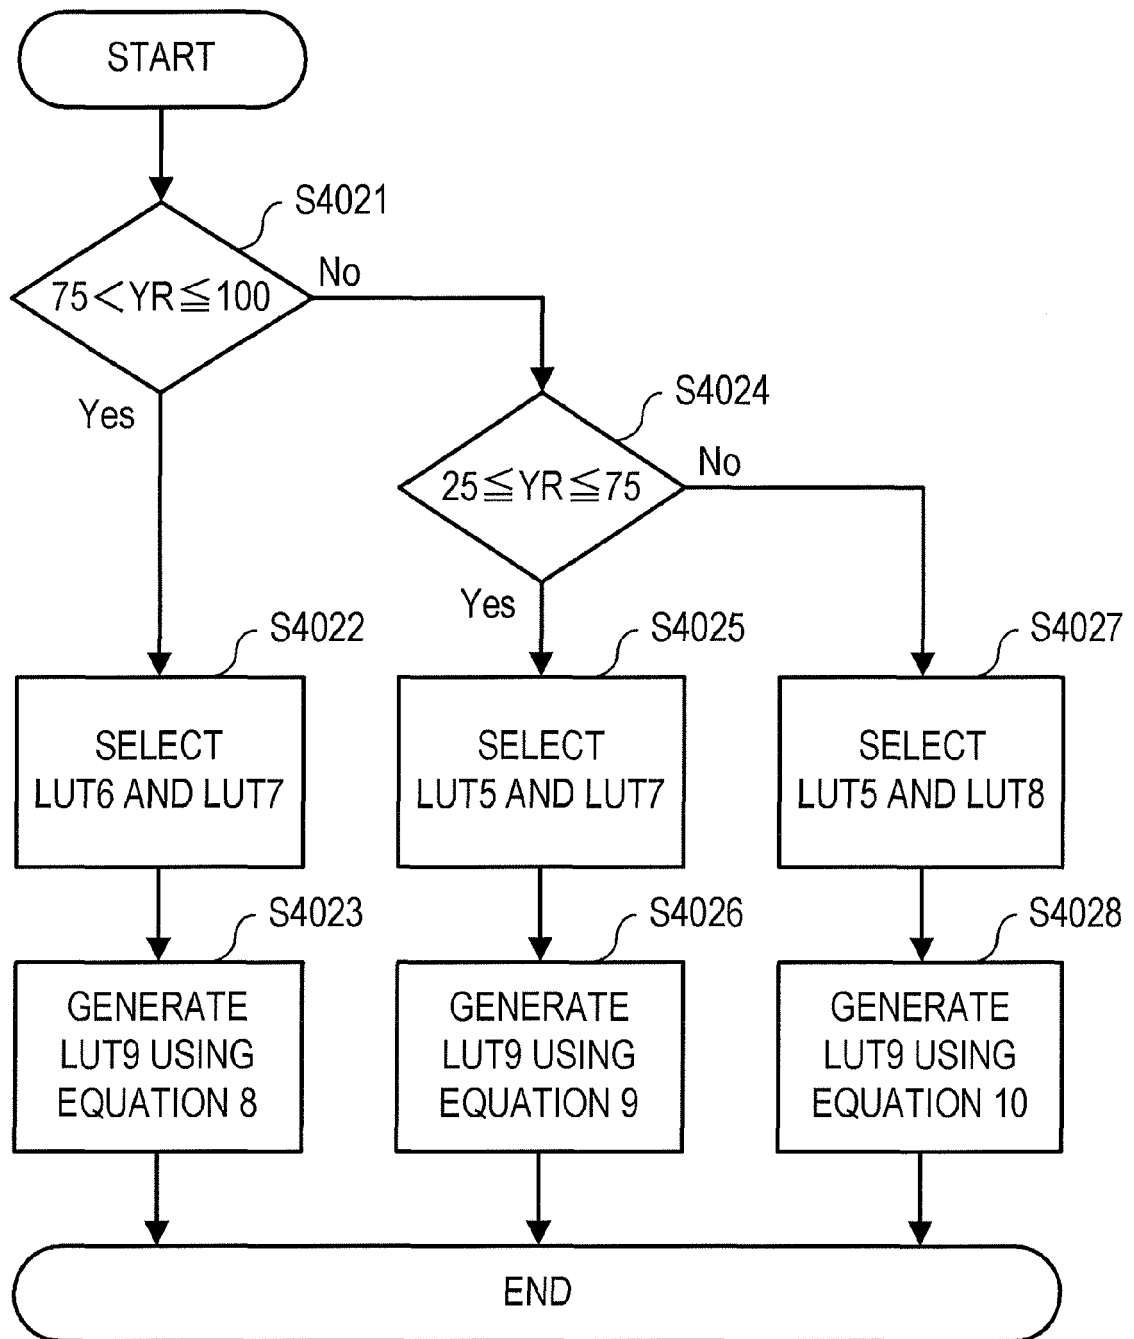 START
S4021
75<YR≦100
No
Yes
S4024
25≦YR≦75
No
Yes
S4022
SELECT
LUT6 AND LUT7
S4025
SELECT
LUT5 AND LUT7
S4027
SELECT
LUT5 AND LUT8
S4023
GENERATE
LUT9 USING
EQUATION 8
S4026
GENERATE
LUT9 USING
EQUATION 9
S4028
GENERATE
LUT9 USING
EQUATION 10
END